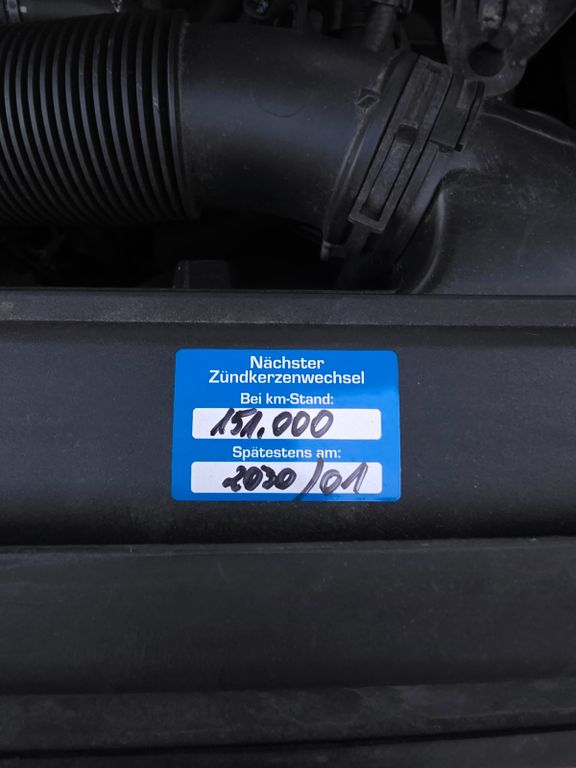 Nächster
Zündkerzenwechsel
Bei km-Stand:
151.000
Spätestens am:
2030/01